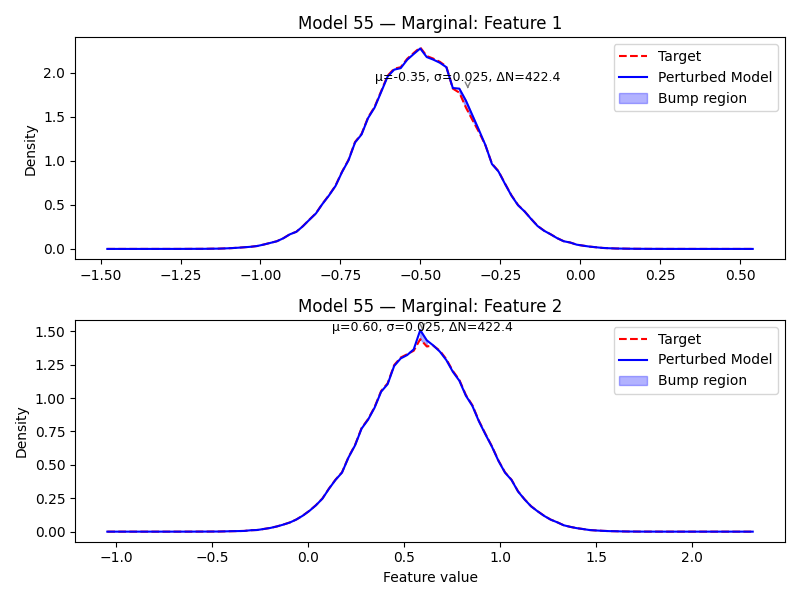 Model 55 — Marginal: Feature 1
Target
Perturbed Model
Bump region
μ=-0.35, σ=0.025, ΔN=422.4
Density
2.0
1.5
1.0
0.5
0.0
−1.50 −1.25 −1.00 −0.75 −0.50 −0.25 0.00 0.25 0.50
Model 55 — Marginal: Feature 2
Target
Perturbed Model
Bump region
μ=0.60, σ=0.025, ΔN=422.4
Density
1.50
1.25
1.00
0.75
0.50
0.25
0.00
−1.0 −0.5 0.0 0.5 1.0 1.5 2.0
Feature value